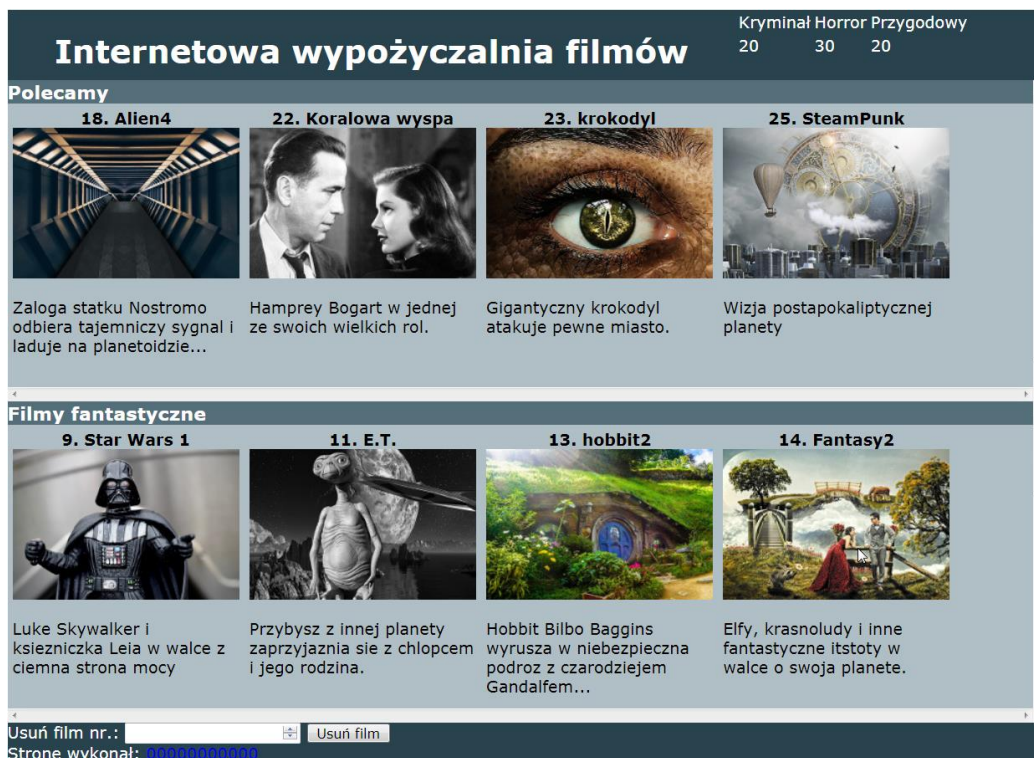 Internetowa wypożyczalnia filmów
Kryminał Horror Przygodowy
20 30 20
Polecamy
18. Alien4
22. Koralowa wyspa
23. krokodyl
25. SteamPunk
Zaloga statku Nostromo
odbiera tajemniczy sygnal i
laduje na planetoidzie...
Hamprey Bogart w jednej
ze swoich wielkich rol.
Gigantyczny krokodyl
atakuje pewne miasto.
Wizja postapokaliptycznej
planety
Filmy fantastyczne
9. Star Wars 1
11. E.T.
13. hobbit2
14. Fantasy2
Luke Skywalker i
ksiezniczka Leia w walce z
ciemna strona mocy
Przybysz z innej planety
zaprzyjaznia sie z chlopcem
i jego rodzina.
Hobbit Bilbo Baggins
wyrusza w niebezpieczna
podroz z czarodziejem
Gandalfem...
Elfy, krasnoludy i inne
fantastyczne itstoty w
walce o swoja planete.
Usuń film nr.: Usuń film
Stronę wykonał: 00000000000